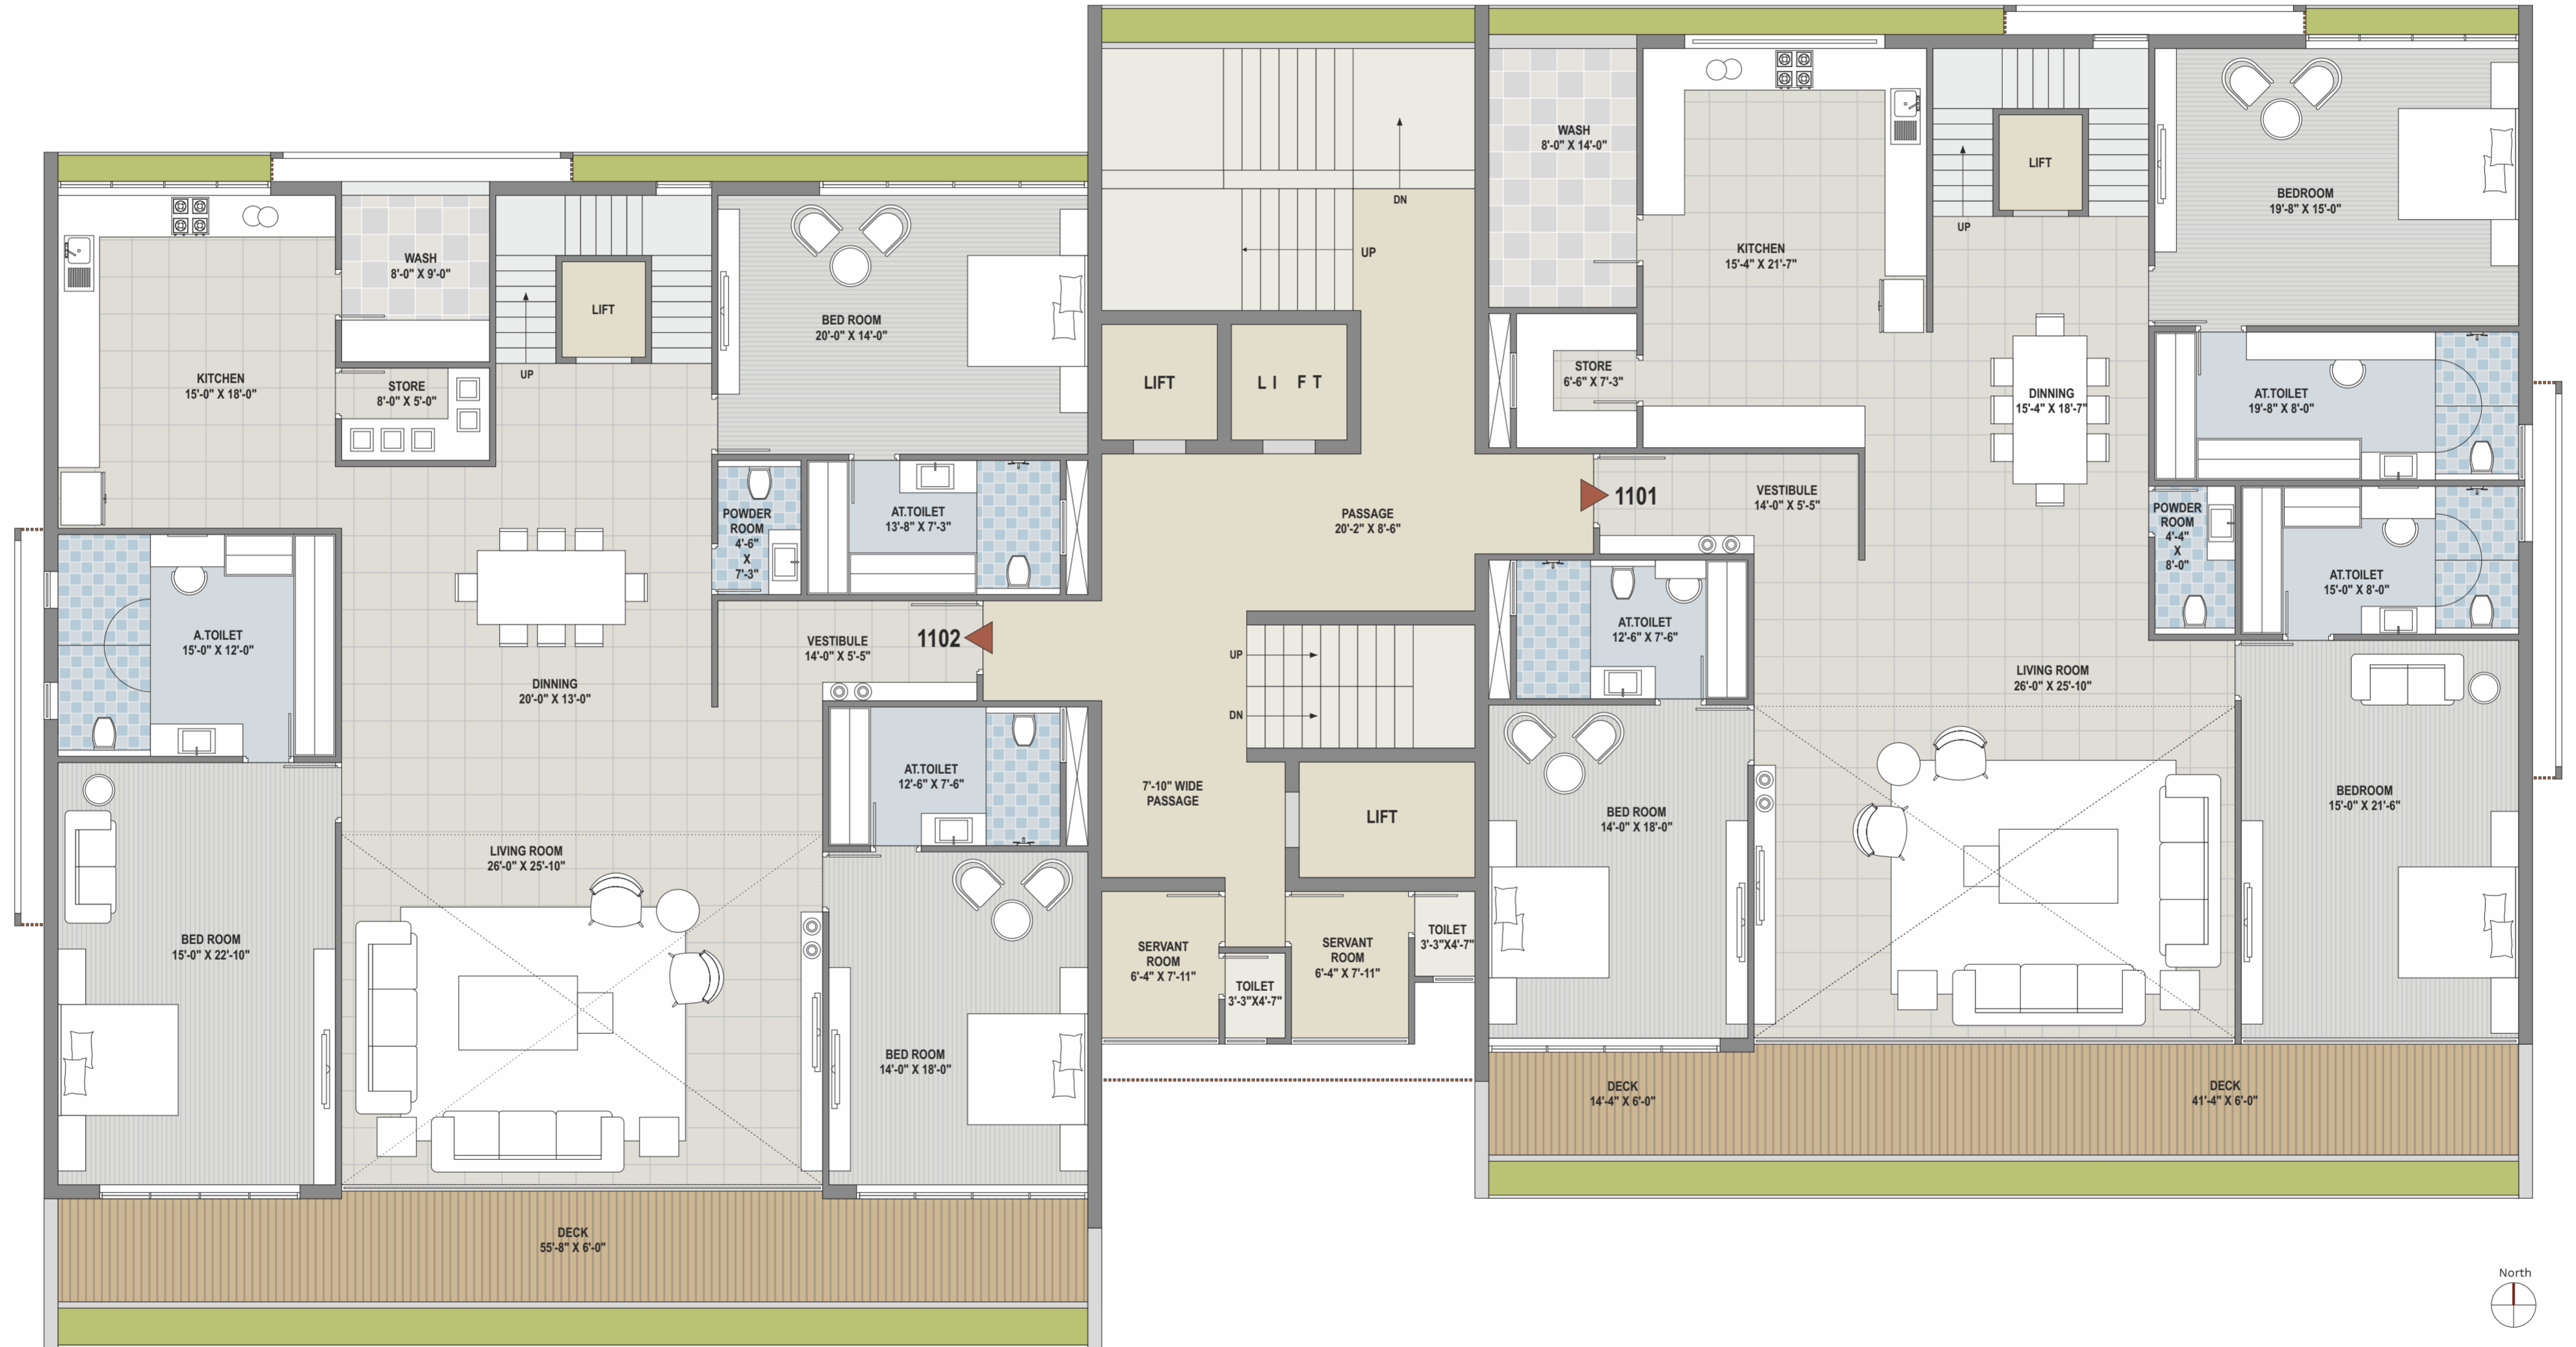 WASH
8'-0" X 14'-0"
LIFT
BEDROOM
19'-8" X 15'-0"
DN
UP
UP
KITCHEN
15'-4" X 21'-7"
WASH
8'-0" X 9'-0"
LIFT
BED ROOM
20'-0" X 14'-0"
UP
KITCHEN
15'-0" X 18'-0"
STORE
8'-0" X 5'-0"
LIFT
LI FT
STORE
6'-6" X 7'-3"
DINNING
15'-4" X 18'-7"
AT.TOILET
19'-8" X 8'-0"
1101
VESTIBULE
14'-0" X 5'-5"
PASSAGE
20'-2" X 8'-6"
POWDER
ROOM
4'-6"
X
7'-3"
AT.TOILET
13'-8" X 7'-3"
POWDER
ROOM
4'-4"
X
8'-0"
AT.TOILET
15'-0" X 8'-0"
A.TOILET
15'-0" X 12'-0"
VESTIBULE
14'-0" X 5'-5"
1102
AT.TOILET
12'-6" X 7'-6"
UP
DN
DINNING
20'-0" X 13'-0"
LIVING ROOM
26'-0" X 25'-10"
AT.TOILET
12'-6" X 7'-6"
7'-10" WIDE
PASSAGE
LIFT
BED ROOM
14'-0" X 18'-0"
BEDROOM
15'-0" X 21'-6"
LIVING ROOM
26'-0" X 25'-10"
BED ROOM
15'-0" X 22'-10"
SERVANT
ROOM
6'-4" X 7'-11"
TOILET
3'-3"X4'-7"
SERVANT
ROOM
6'-4" X 7'-11"
TOILET
3'-3"X4'-7"
BED ROOM
14'-0" X 18'-0"
DECK
14'-4" X 6'-0"
DECK
41'-4" X 6'-0"
DECK
55'-8" X 6'-0"
North